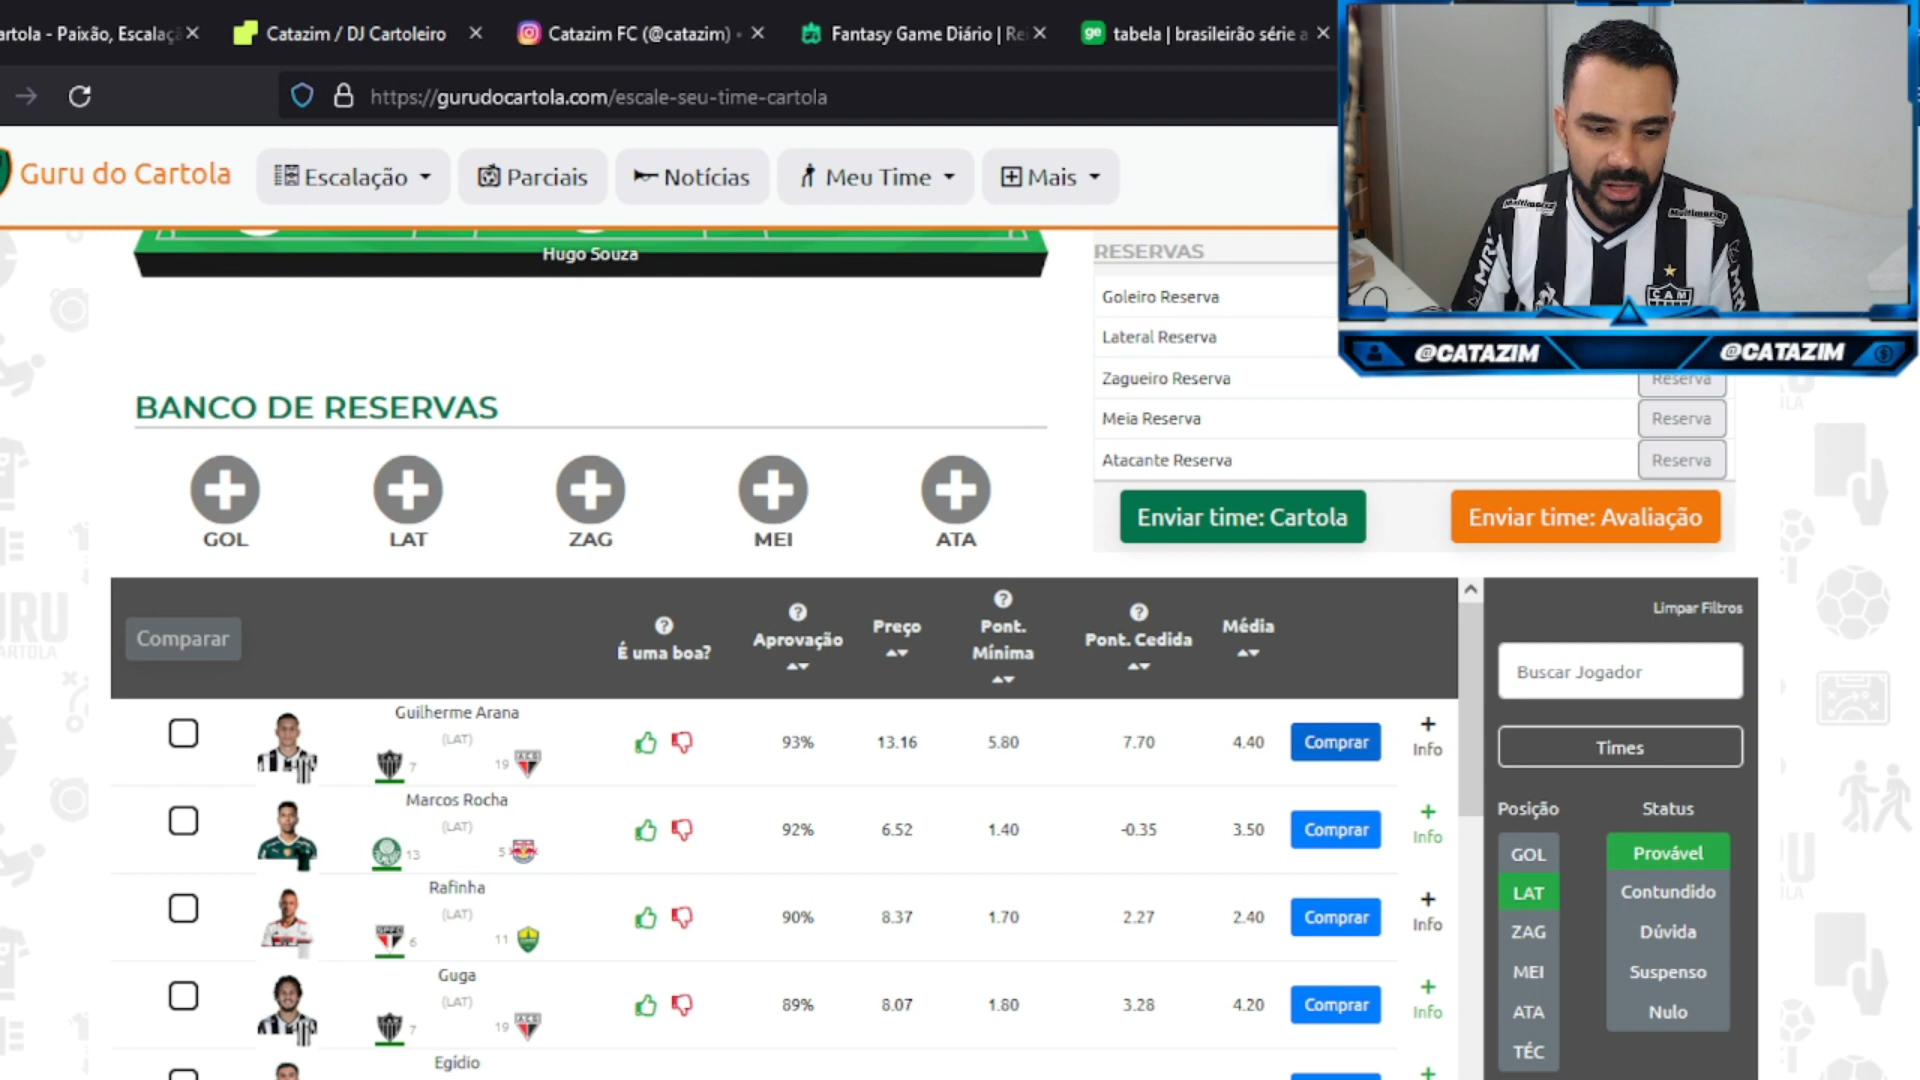 artola - Paixão, Escalaç
Catazim / DJ Cartoleiro
Catazim FC (@catazim) •
Fantasy Game Diário | Rei
ge tabela | brasileirão série a
https://gurudocartola.com/escale-seu-time-cartola
Guru do Cartola
Escalação
Parciais
Notícias
Meu Time
Mais
Multimarcas
Multimarcas
MRV
CAM
@CATAZIM
@CATAZIM
Hugo Souza
RESERVAS
Goleiro Reserva
Lateral Reserva
Zagueiro Reserva
Reserva
Meia Reserva
Reserva
Atacante Reserva
Reserva
BANCO DE RESERVAS
GOL
LAT
ZAG
MEI
ATA
Enviar time: Cartola
Enviar time: Avaliação
Comparar
É uma boa?
Aprovação
Preço
Pont. Mínima
Pont. Cedida
Média
Guilherme Arana
(LAT)
7
19
93%
13.16
5.80
7.70
4.40
Comprar
+ Info
Marcos Rocha
(LAT)
13
5
92%
6.52
1.40
-0.35
3.50
Comprar
+ Info
Rafinha
(LAT)
6
11
90%
8.37
1.70
2.27
2.40
Comprar
+ Info
Guga
(LAT)
7
19
89%
8.07
1.80
3.28
4.20
Comprar
+ Info
Egídio
Limpar Filtros
Buscar Jogador
Times
Posição
GOL
LAT
ZAG
MEI
ATA
TÉC
Status
Provável
Contundido
Dúvida
Suspenso
Nulo